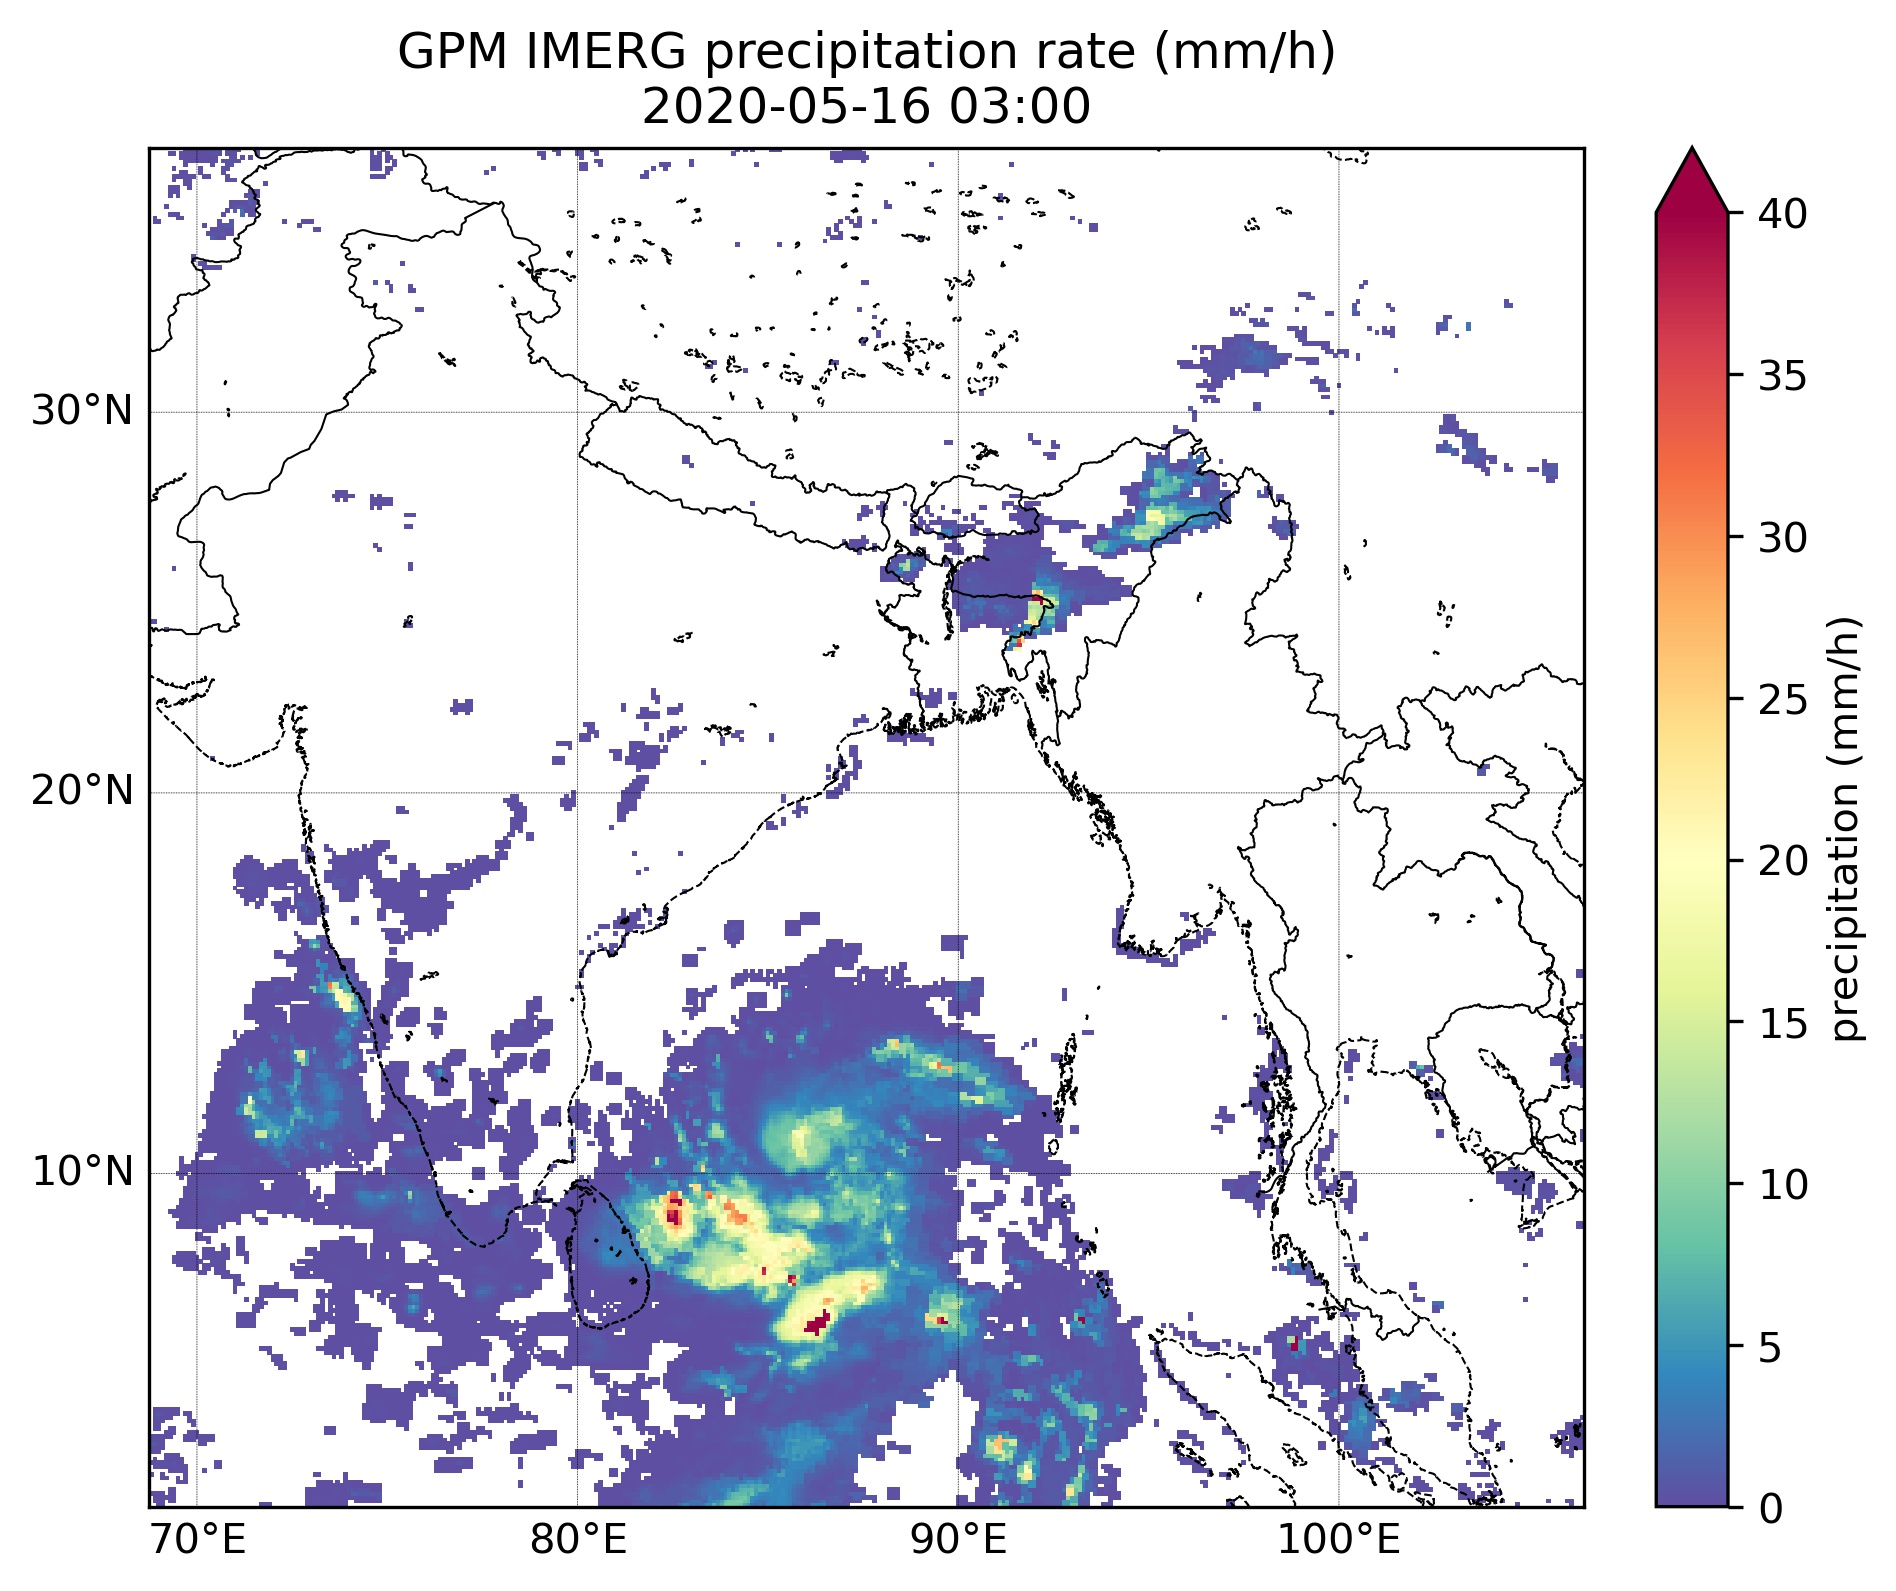 GPM IMERG precipitation rate (mm/h)
2020-05-16 03:00
30°N
20°N
10°N
70°E
80°E
90°E
100°E
40
35
30
25
20
15
10
5
0
precipitation (mm/h)